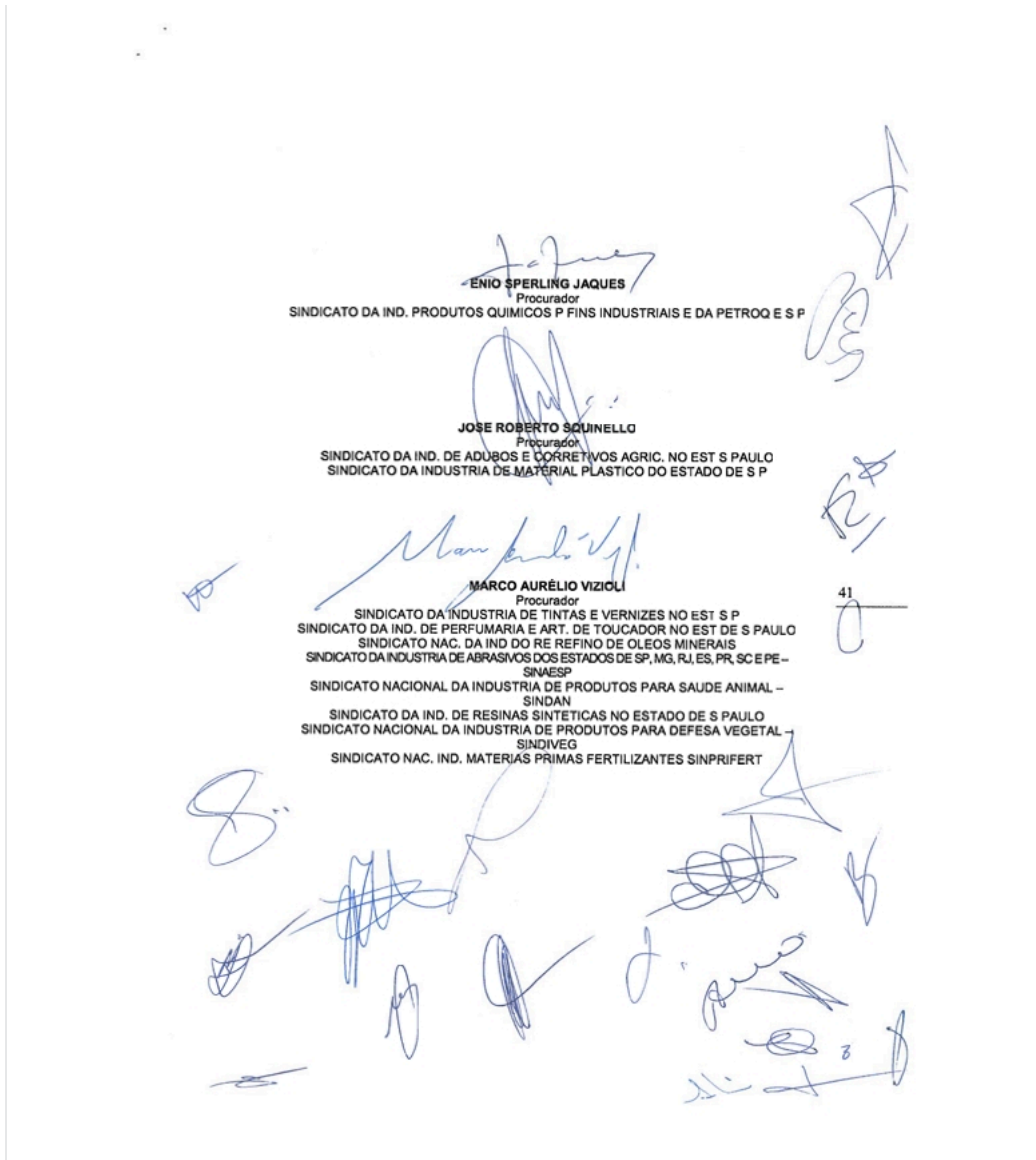 ENIO SPERLING JAQUES
Procurador
SINDICATO DA IND. PRODUTOS QUIMICOS P FINS INDUSTRIAIS E DA PETROQ E S P
JOSE ROBERTO SQUINELLO
Procurador
SINDICATO DA IND. DE ADUBOS E CORRETIVOS AGRIC. NO EST S PAULO
SINDICATO DA INDUSTRIA DE MATERIAL PLASTICO DO ESTADO DE S P
MARCO AURÉLIO VIZIOLI
Procurador
41
SINDICATO DA INDUSTRIA DE TINTAS E VERNIZES NO EST S P
SINDICATO DA IND. DE PERFUMARIA E ART. DE TOUCADOR NO EST DE S PAULO
SINDICATO NAC. DA IND DO RE REFINO DE OLEOS MINERAIS
SINDICATO DA INDUSTRIA DE ABRASIVOS DOS ESTADOS DE SP, MG, RJ, ES, PR, SC E PE –
SINAESP
SINDICATO NACIONAL DA INDUSTRIA DE PRODUTOS PARA SAUDE ANIMAL –
SINDAN
SINDICATO DA IND. DE RESINAS SINTETICAS NO ESTADO DE S PAULO
SINDICATO NACIONAL DA INDUSTRIA DE PRODUTOS PARA DEFESA VEGETAL –
SINDIVEG
SINDICATO NAC. IND. MATERIAS PRIMAS FERTILIZANTES SINPRIFERT